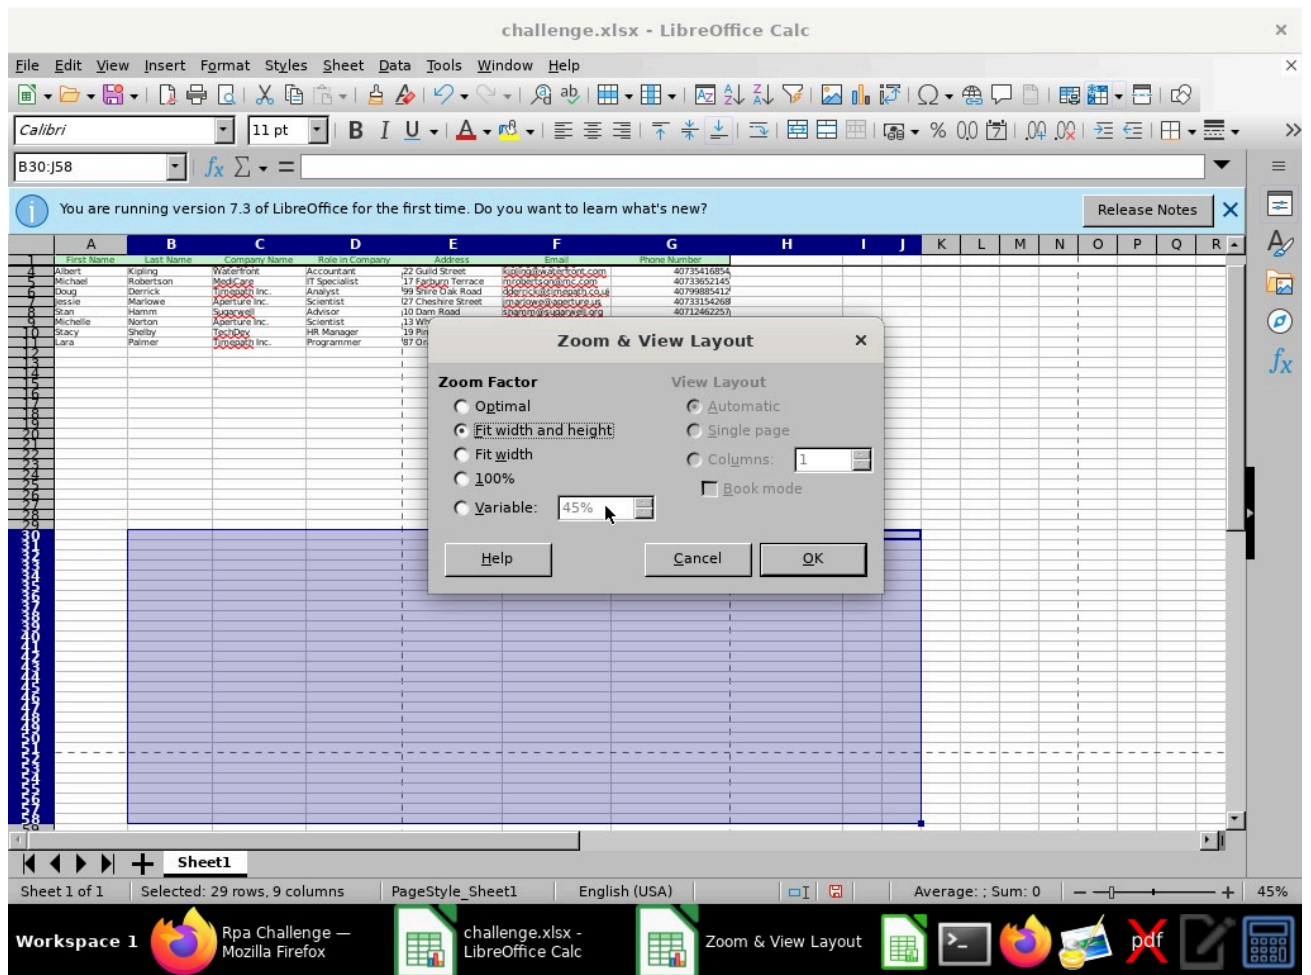 challenge.xlsx - LibreOffice Calc
File Edit View Insert Format Styles Sheet Data Tools Window Help
Calibri
11 pt
B30:J58
You are running version 7.3 of LibreOffice for the first time. Do you want to learn what's new?
Release Notes
A B C D E F G H I J K L M N O P Q R
First Name Last Name Company Name Role in Company Address Email Phone Number
Albert Kipling Waterfront Accountant 22 Guild Street kipling@waterfront.com 40735416854
Michael Robertson MediCare IT Specialist 17 Farburn Terrace mrobertson@mc.com 40733652145
Doug Derrick Timepath Inc. Analyst 99 Shire Oak Road dderrick@timepath.co.uk 40799885412
Jessie Marlowe Aperture Inc. Scientist 27 Cheshire Street jmarlowe@aperture.us 40733154268
Stan Hamm Sugarwell Advisor 10 Dam Road shamm@sugarwell.org 40712462257
Michelle Norton Aperture Inc. Scientist 13
Stacy Shelby TechDev HR Manager 19
Lara Palmer Timepath Inc. Programmer 87
Zoom & View Layout
Zoom Factor
Optimal
Fit width and height
Fit width
100%
Variable: 45%
View Layout
Automatic
Single page
Columns: 1
Book mode
Help
Cancel
OK
Sheet1
Sheet 1 of 1 Selected: 29 rows, 9 columns PageStyle_Sheet1 English (USA) Average: ; Sum: 0 45%
Workspace 1
Rpa Challenge —
Mozilla Firefox
challenge.xlsx -
LibreOffice Calc
Zoom & View Layout
pdf